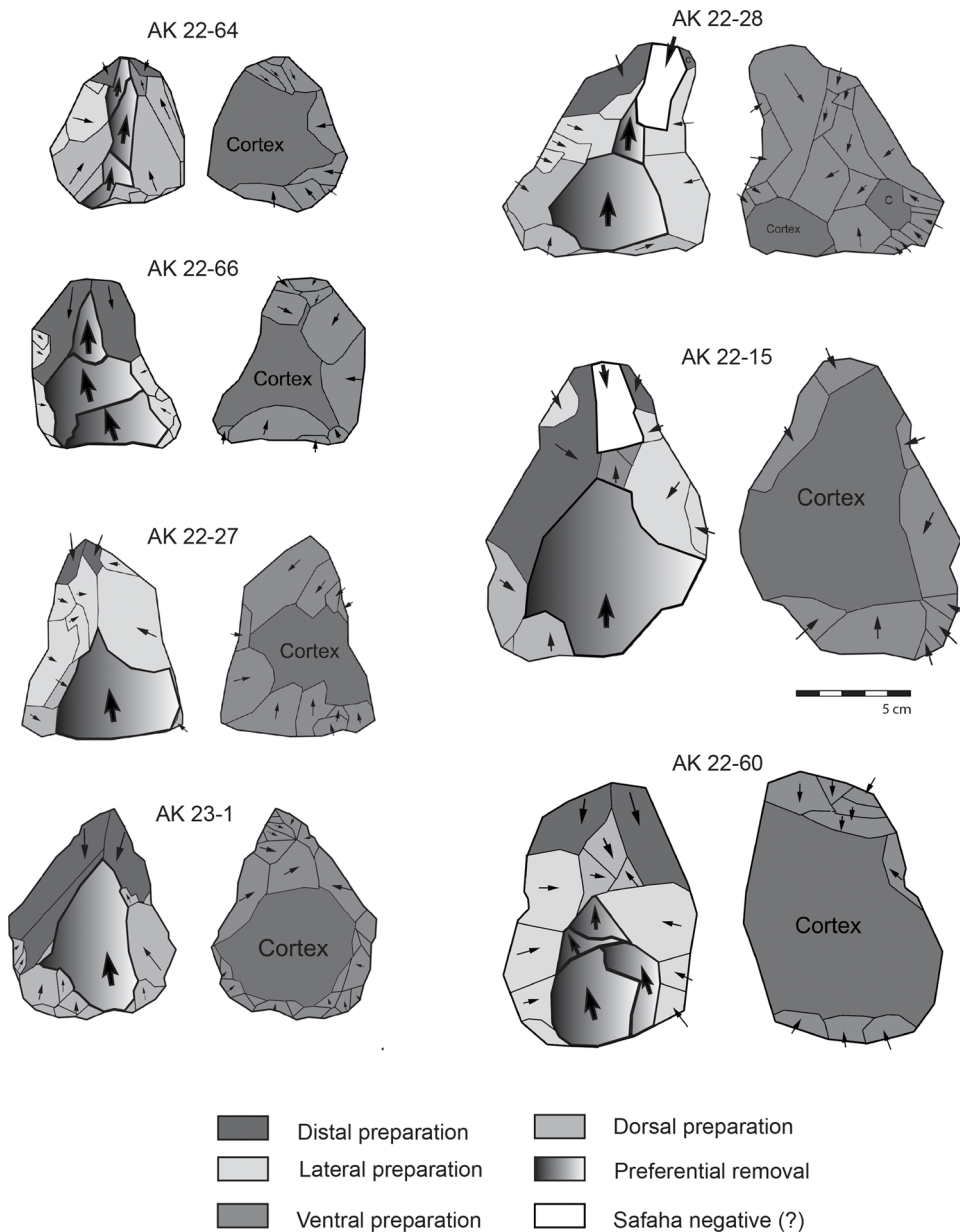 AK 22-64
Cortex
AK 22-66
Cortex
AK 22-27
Cortex
AK 23-1
Cortex
AK 22-28
C
C
Cortex
AK 22-15
Cortex
5 cm
AK 22-60
Cortex
Distal preparation
Lateral preparation
Ventral preparation
Dorsal preparation
Preferential removal
Safaha negative (?)